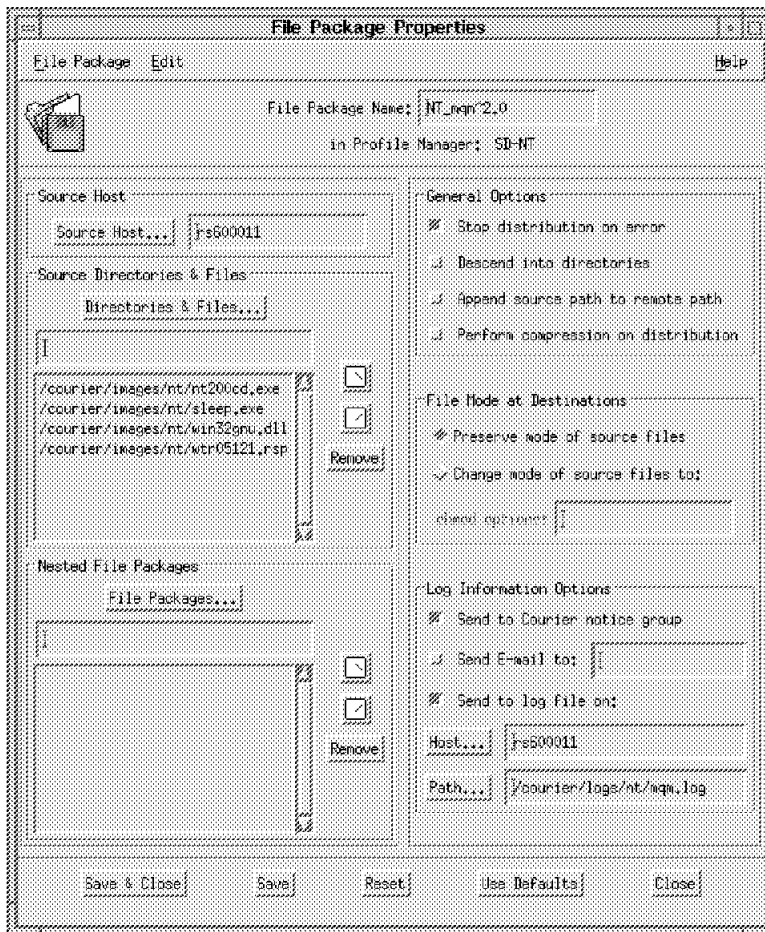 File Package Properties
File Package Edit Help
File Package Name: NT_mqm^2.0
in Profile Manager: SD-NT
Source Host
Source Host... rs600011
Source Directories & Files
Directories & Files...
/courier/images/nt/nt200cd.exe
/courier/images/nt/sleep.exe
/courier/images/nt/win32gnu.dll
/courier/images/nt/wtr05121.rsp
Remove
Nested File Packages
File Packages...
Remove
General Options
Stop distribution on error
Descend into directories
Append source path to remote path
Perform compression on distribution
File Mode at Destinations
Preserve mode of source files
Change mode of source files to:
chmod options:
Log Information Options
Send to Courier notice group
Send E-mail to:
Send to log file on:
Host... rs600011
Path... /courier/logs/nt/mqm.log
Save & Close Save Reset Use Defaults Close